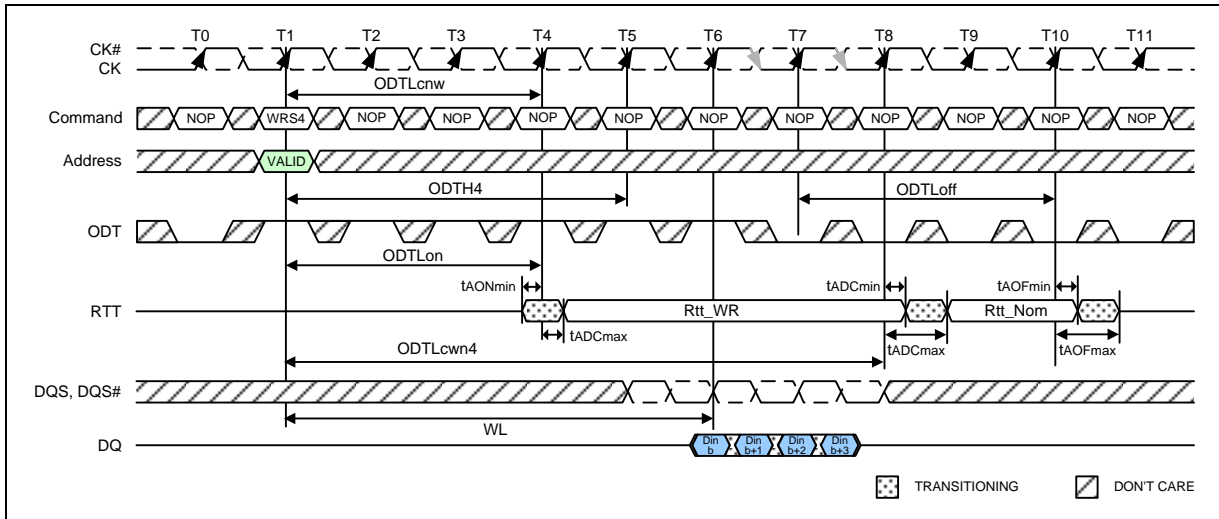 T0 T1 T2 T3 T4 T5 T6 T7 T8 T9 T10 T11
CK#
CK
ODTLcnw
Command NOP WRS4 NOP NOP NOP NOP NOP NOP NOP NOP NOP NOP
Address VALID
ODTH4 ODTLoff
ODT
ODTLon
tAONmin tADCmin tAOFmin
RTT Rtt_WR Rtt_Nom
tADCmax tADCmax tAOFmax
ODTLcwn4
DQS, DQS#
WL
DQ Din b Din b+1 Din b+2 Din b+3
TRANSITIONING DON'T CARE